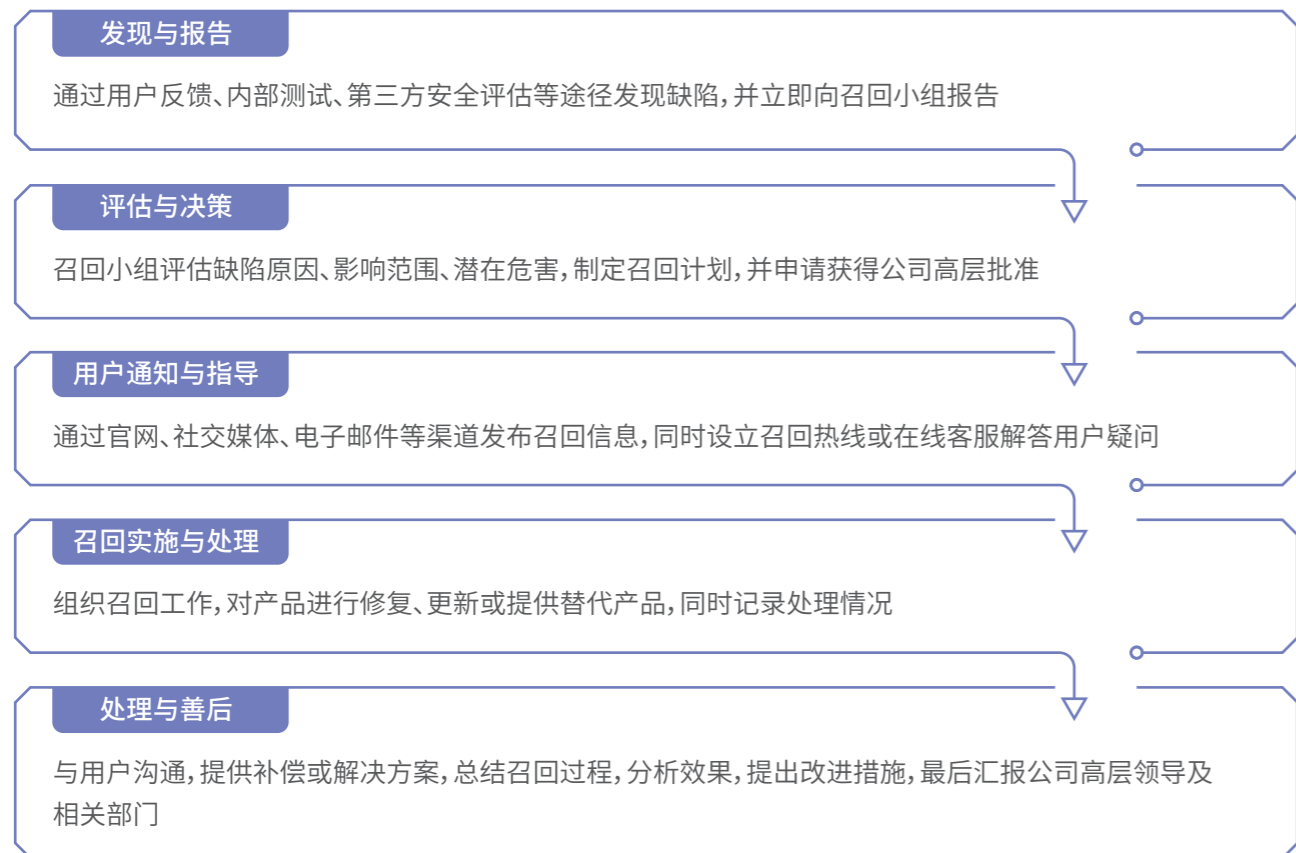 发现与报告
通过用户反馈、内部测试、第三方安全评估等途径发现缺陷，并立即向召回小组报告
评估与决策
召回小组评估缺陷原因、影响范围、潜在危害，制定召回计划，并申请获得公司高层批准
用户通知与指导
通过官网、社交媒体、电子邮件等渠道发布召回信息，同时设立召回热线或在线客服解答用户疑问
召回实施与处理
组织召回工作，对产品进行修复、更新或提供替代产品，同时记录处理情况
处理与善后
与用户沟通，提供补偿或解决方案，总结召回过程，分析效果，提出改进措施，最后汇报公司高层领导及
相关部门